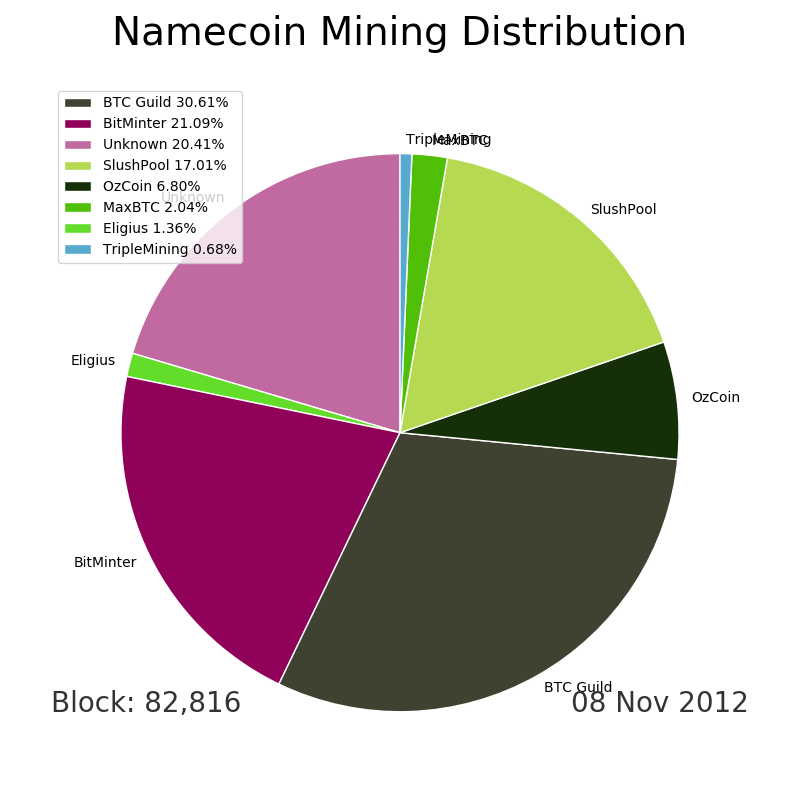 Namecoin Mining Distribution
BTC Guild 30.61%
BitMinter 21.09%
Unknown 20.41%
SlushPool 17.01%
OzCoin 6.80%
MaxBTC 2.04%
Eligius 1.36%
TripleMining 0.68%
TripleMining
MaxBTC
Unknown
SlushPool
Eligius
OzCoin
BitMinter
BTC Guild
Block: 82,816
08 Nov 2012